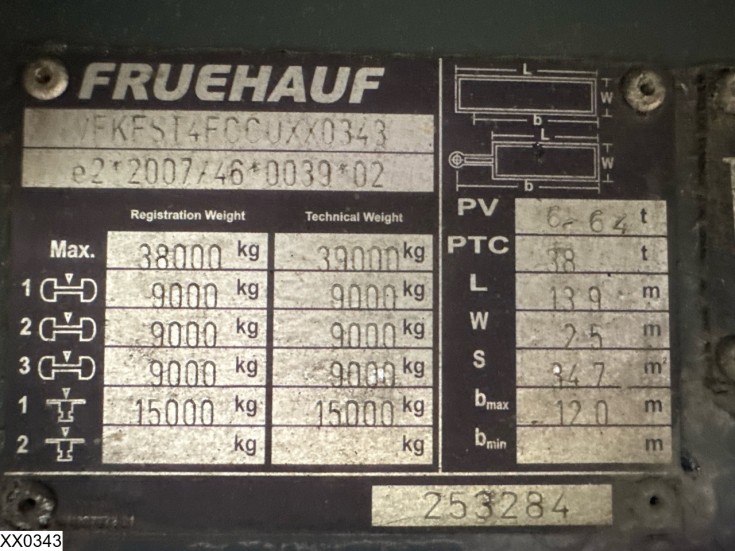 FRUEHAUF
e2*2007/46*0039*02
Registration Weight Technical Weight
Max. 38000 kg 39000 kg
1 9000 kg 9000 kg
2 9000 kg 9000 kg
3 9000 kg 9000 kg
1 15000 kg 15000 kg
2 kg kg
L
W
b
L
W
b
PV 6-64 t
PTC 38 t
L 13.9 m
W 2.5 m
S 34.7 m²
bmax 12.0 m
bmin m
253284
XX0343